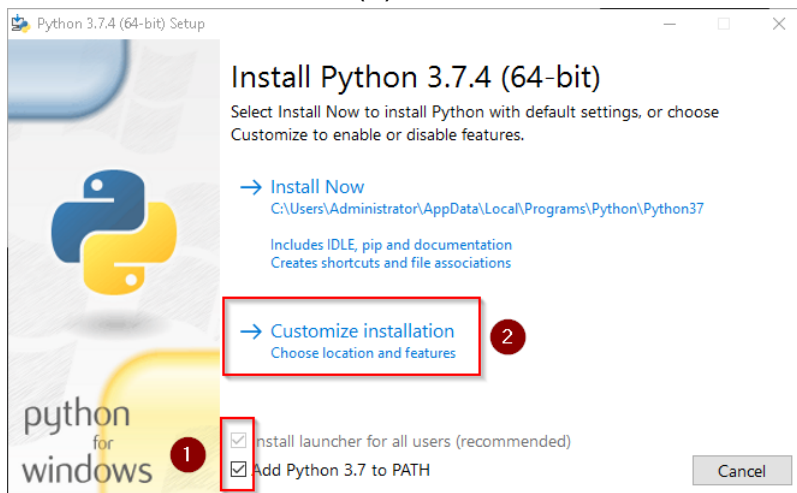 Python 3.7.4 (64-bit) Setup
Install Python 3.7.4 (64-bit)
Select Install Now to install Python with default settings, or choose
Customize to enable or disable features.
Install Now
C:\Users\Administrator\AppData\Local\Programs\Python\Python37
Includes IDLE, pip and documentation
Creates shortcuts and file associations
Customize installation
2
Choose location and features
python
for
windows
1
Install launcher for all users (recommended)
Add Python 3.7 to PATH
Cancel